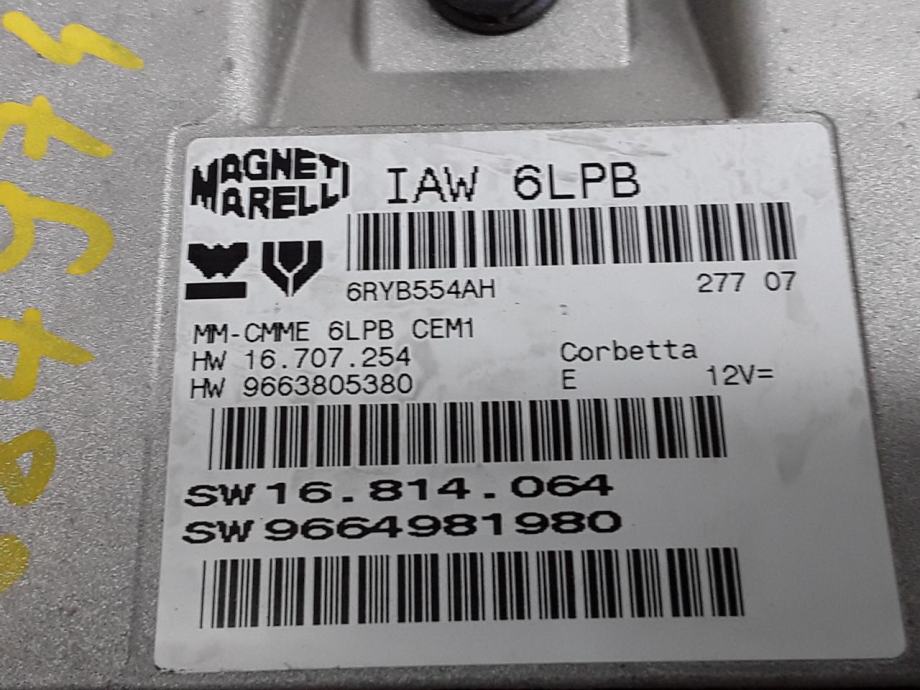 MAGNETI
MARELLI
IAW 6LPB
6RYB554AH 277 07
MM-CMME 6LPB CEM1
HW 16.707.254 Corbetta
HW 9663805380 E 12V=
SW 16.814.064
SW 9664981980